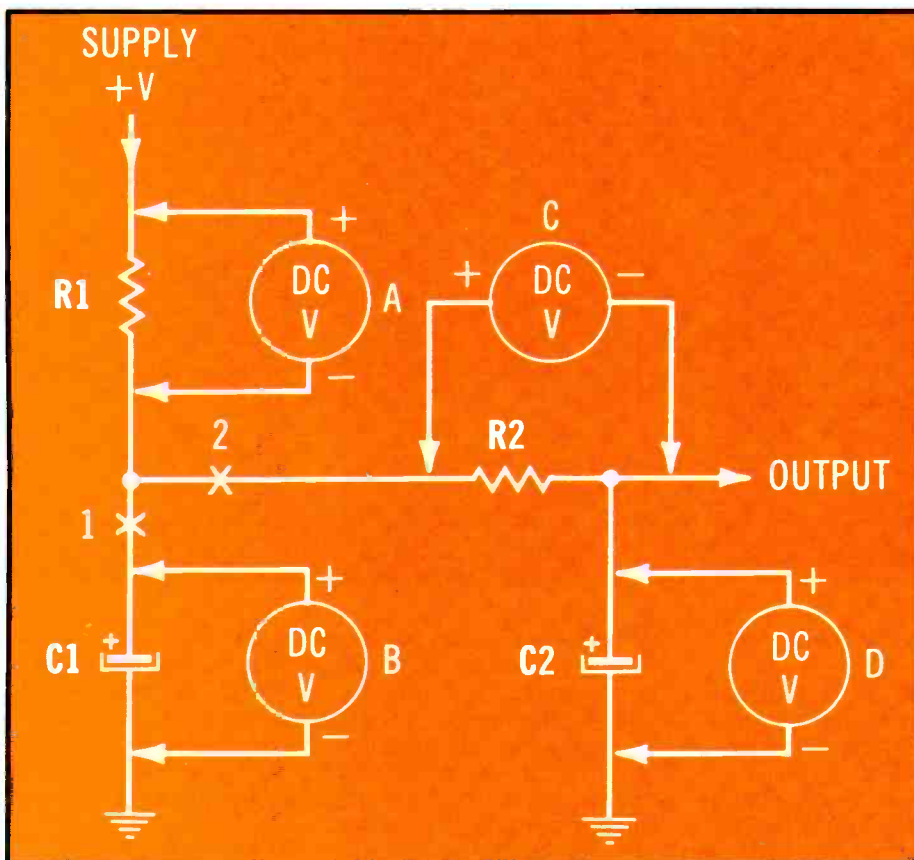 SUPPLY
+V
+
DC
V
A
−
R1
C
+
DC
V
−
2
R2
OUTPUT
1
+
DC
V
B
−
+
C1
+
DC
V
D
−
+
C2